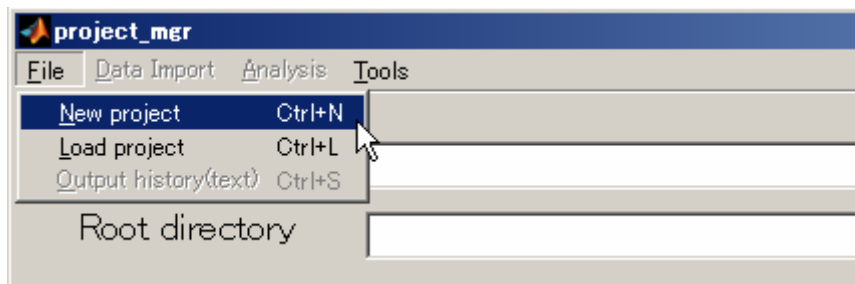 project_mgr
File Data Import Analysis Tools
New project Ctrl+N
Load project Ctrl+L
Output history(text) Ctrl+S
Root directory